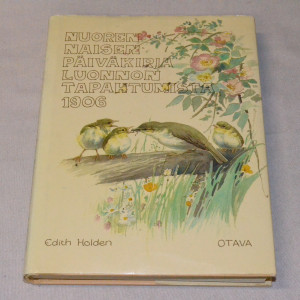 NUOREN
NAISEN
PÄIVÄKIRJA
LUONNON
TAPAHTUMISTA
1906
Edith Holden
OTAVA